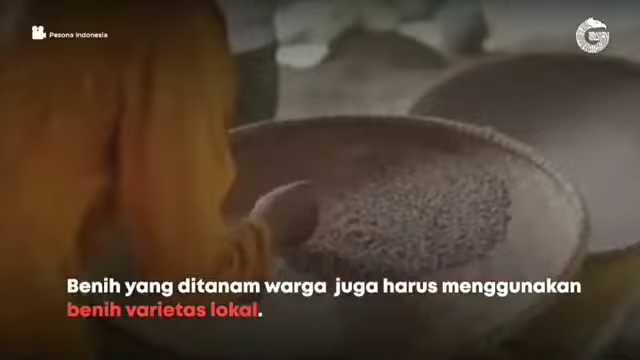 Pesona Indonesia
Benih yang ditanam warga juga harus menggunakan
benih varietas lokal.